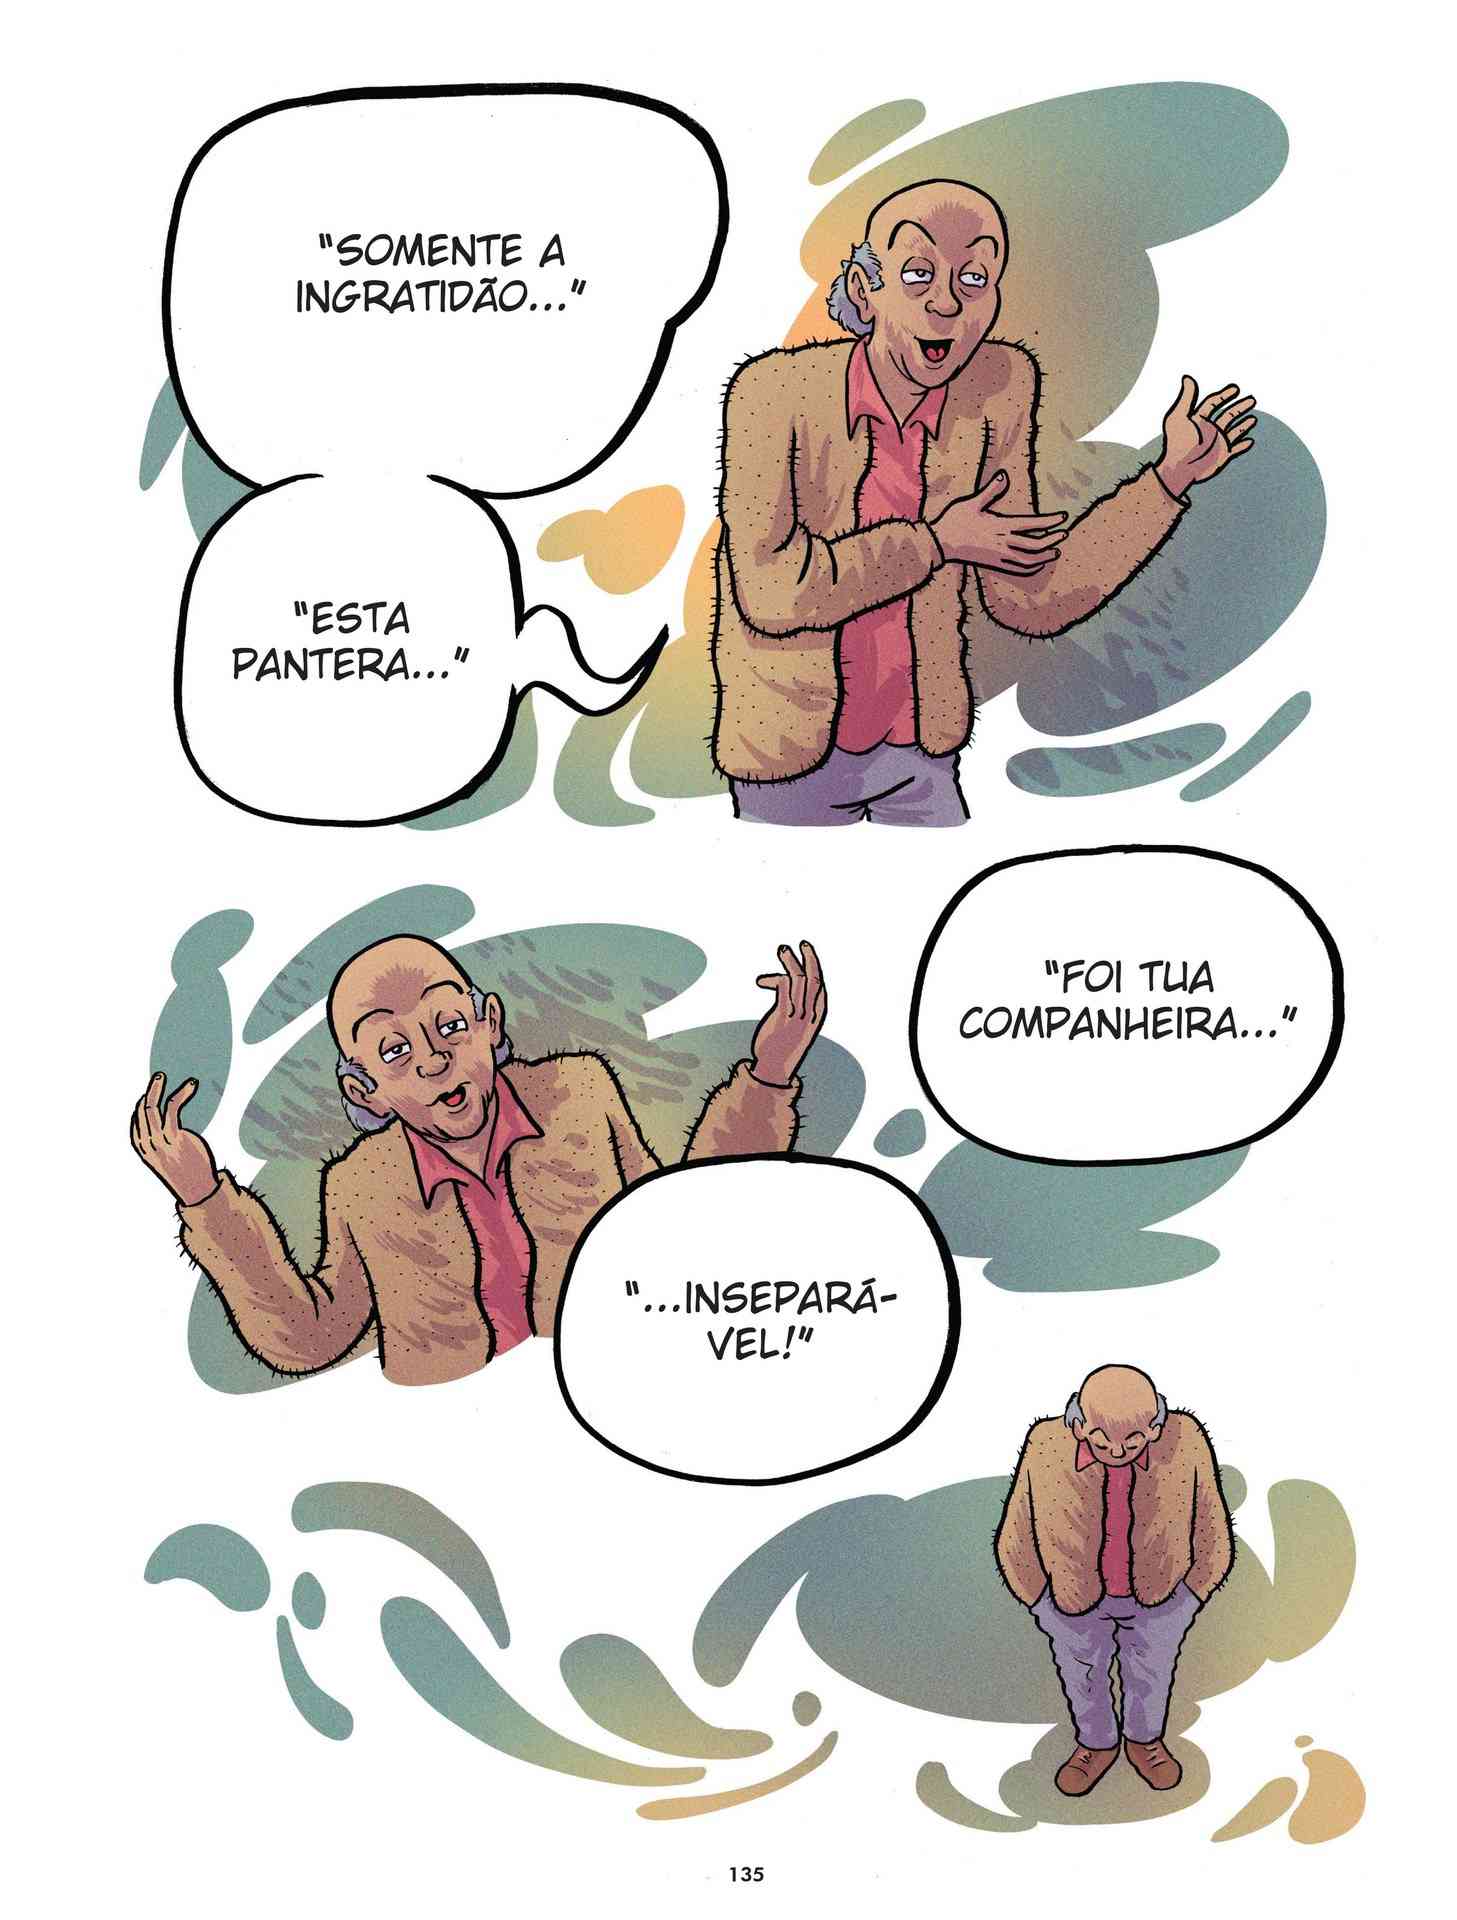 "SOMENTE A
INGRATIDÃO..."
"ESTA
PANTERA..."
"FOI TUA
COMPANHEIRA..."
"...INSEPARÁ-
VEL!"
135